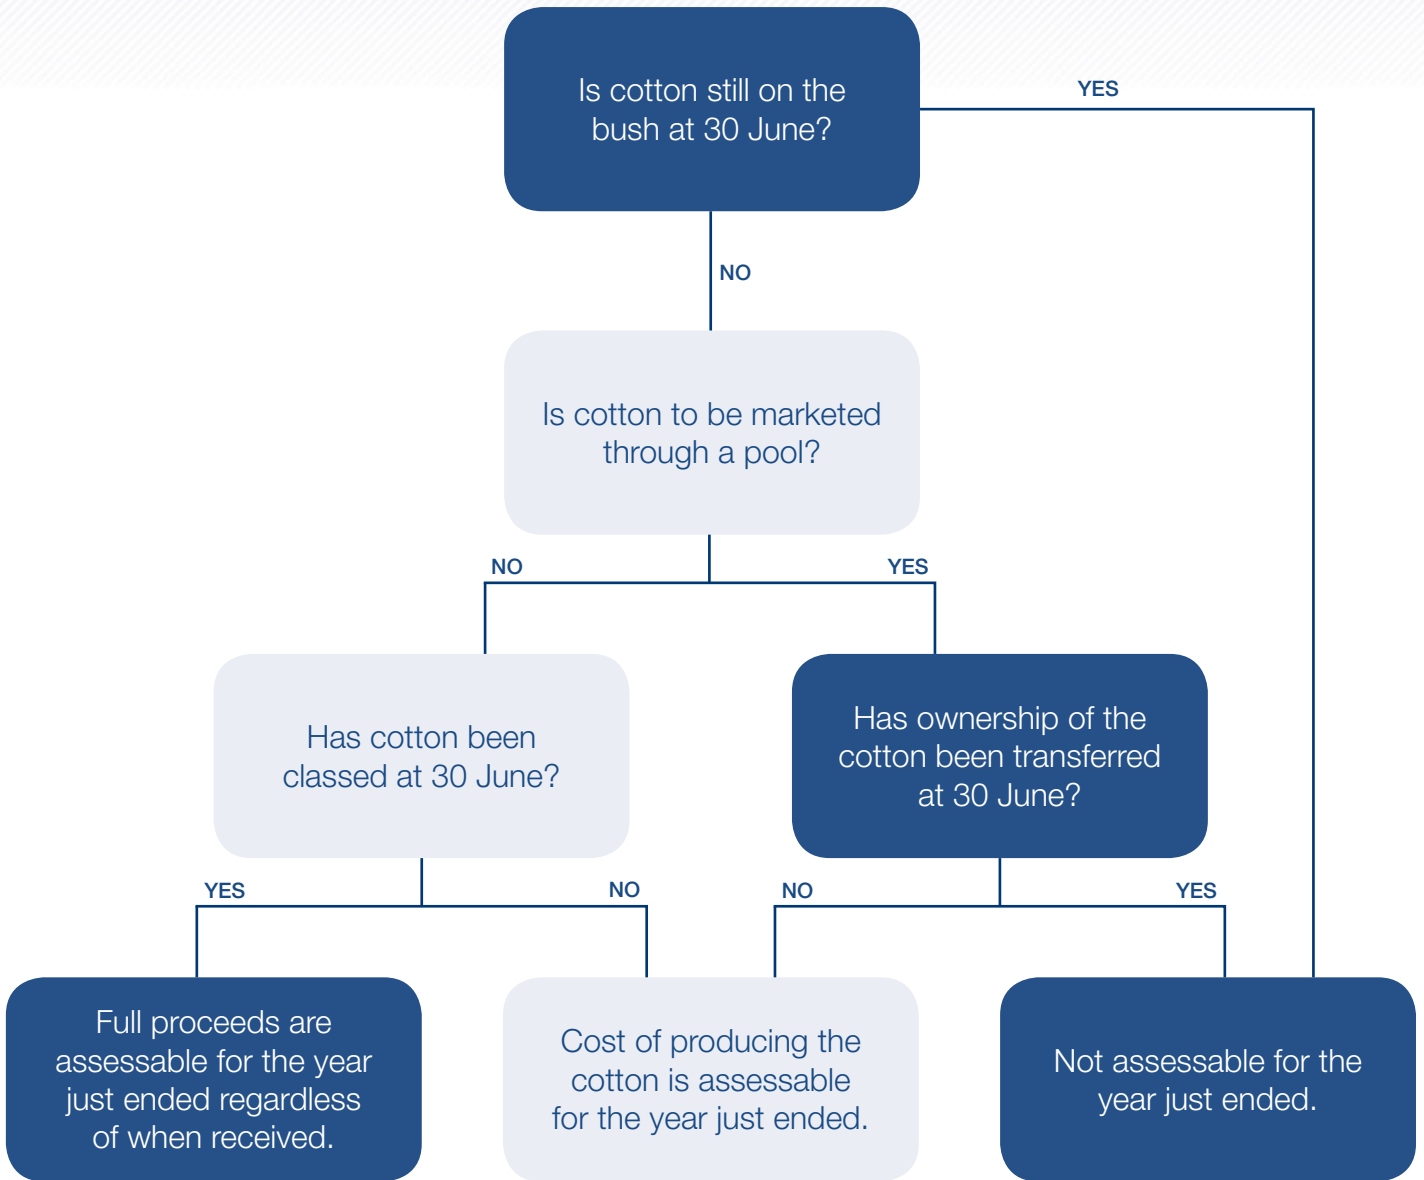 Is cotton still on the
bush at 30 June?
YES
NO
Is cotton to be marketed
through a pool?
NO
YES
Has cotton been
classed at 30 June?
Has ownership of the
cotton been transferred
at 30 June?
YES
NO
NO
YES
Full proceeds are
assessable for the year
just ended regardless
of when received.
Cost of producing the
cotton is assessable
for the year just ended.
Not assessable for the
year just ended.